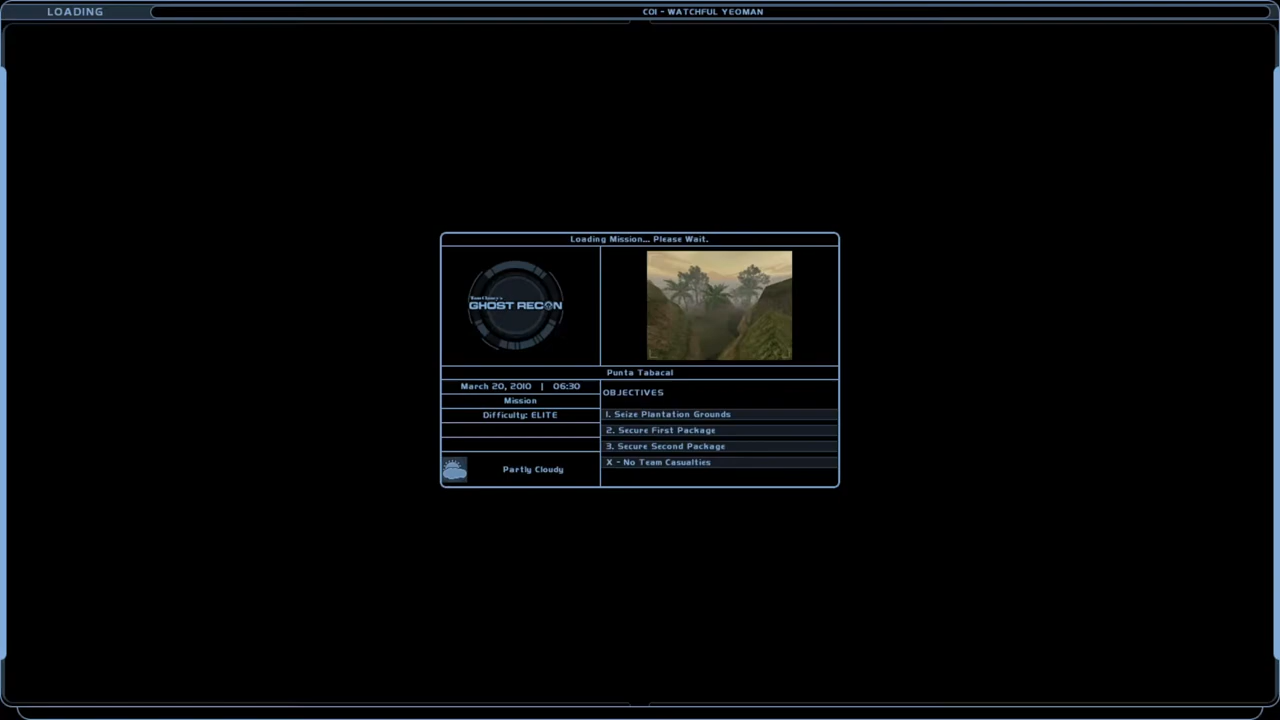 LOADING
C01 - WATCHFUL YEOMAN
Loading Mission... Please Wait.
Tom Clancy's
GHOST RECON
Punta Tabacal
March 20, 2010 | 06:30
Mission
Difficulty: ELITE
Partly Cloudy
OBJECTIVES
1. Seize Plantation Grounds
2. Secure First Package
3. Secure Second Package
X - No Team Casualties